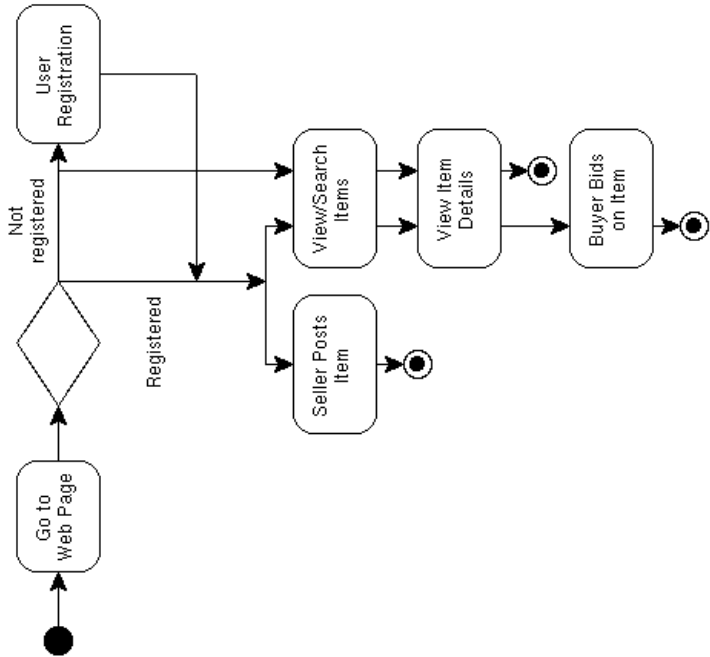 Go to
Web Page
Not
registered
Registered
User
Registration
Seller Posts
Item
View/Search
Items
View Item
Details
Buyer Bids
on Item